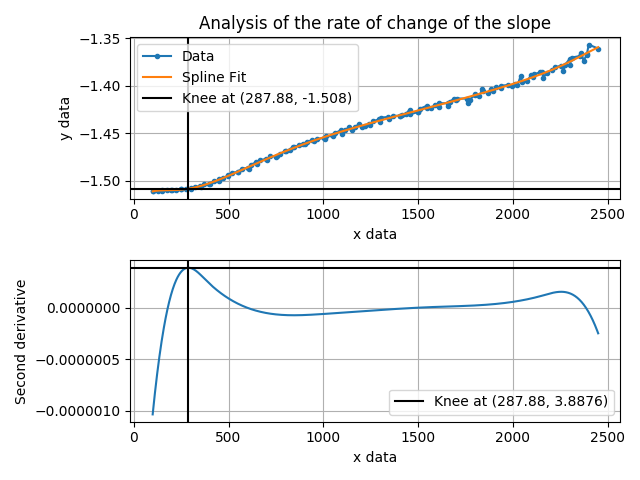 Analysis of the rate of change of the slope
−1.35
−1.40
−1.45
−1.50
y data
Data
Spline Fit
Knee at (287.88, -1.508)
0 500 1000 1500 2000 2500
x data
0.0000000
−0.0000005
−0.0000010
Second derivative
Knee at (287.88, 3.8876)
0 500 1000 1500 2000 2500
x data